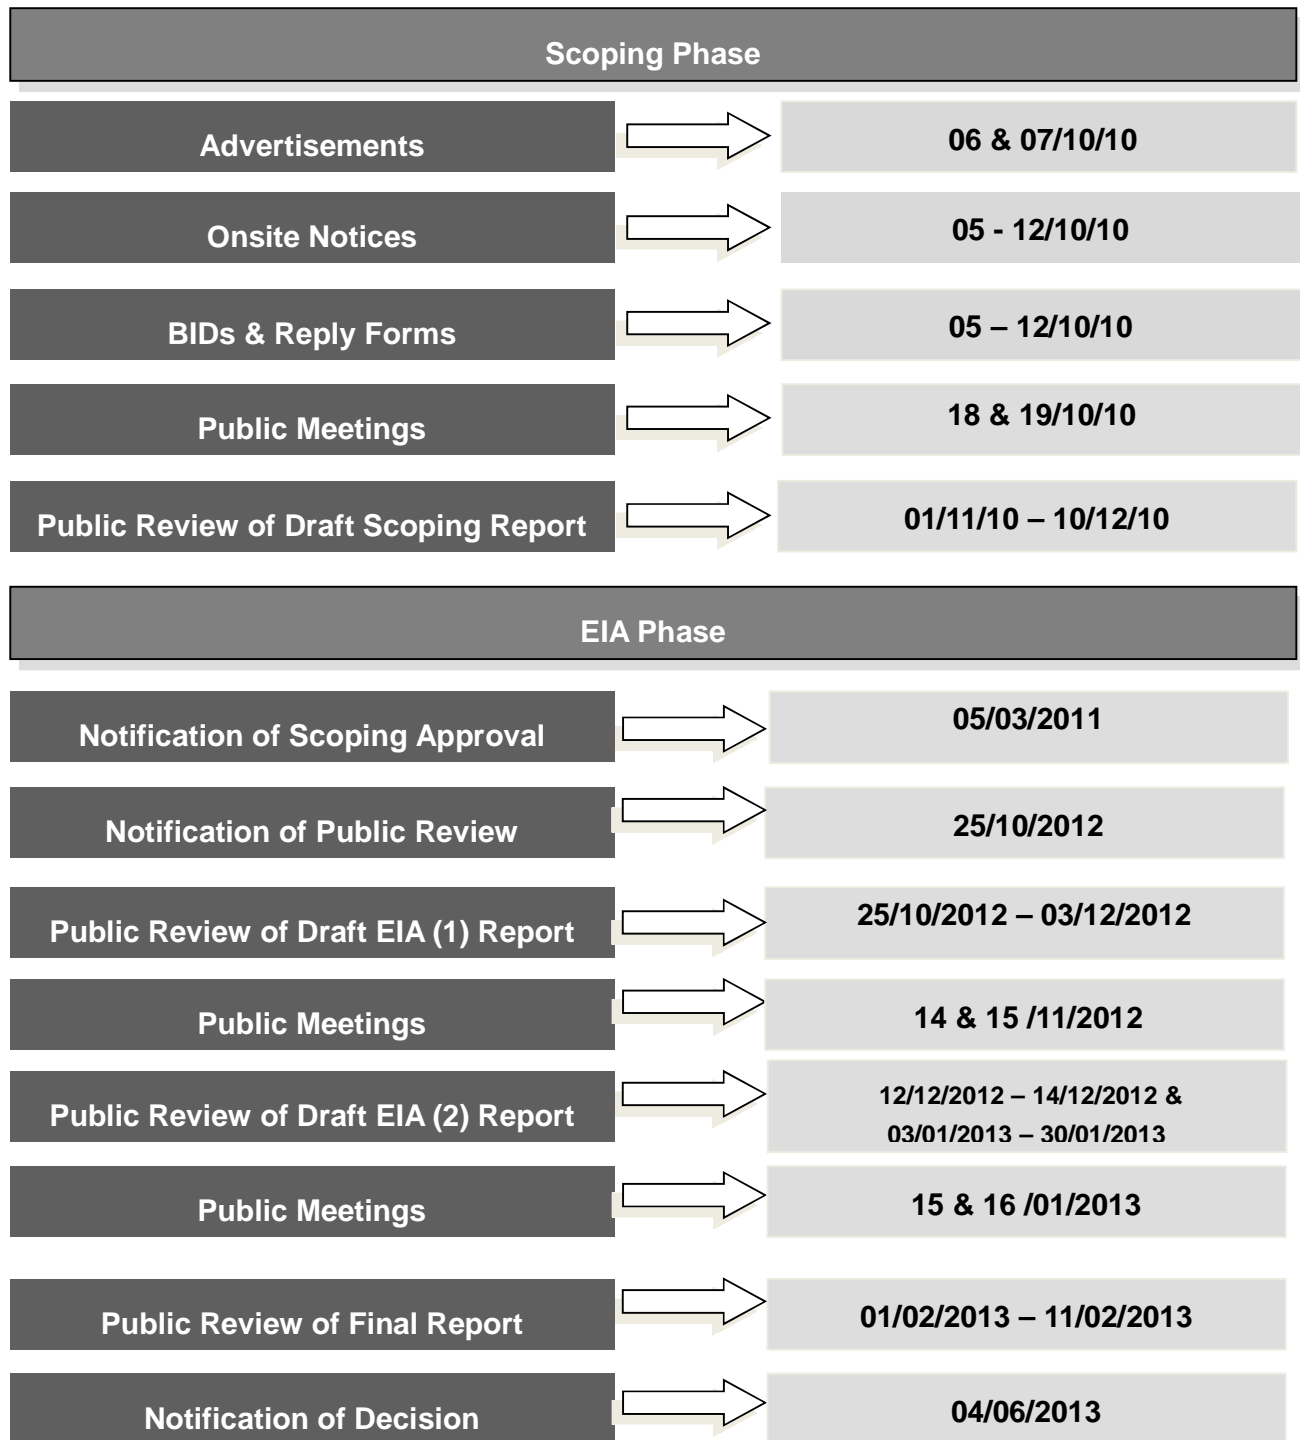 Scoping Phase
Advertisements
06 & 07/10/10
Onsite Notices
05 - 12/10/10
BIDs & Reply Forms
05 – 12/10/10
Public Meetings
18 & 19/10/10
Public Review of Draft Scoping Report
01/11/10 – 10/12/10
EIA Phase
Notification of Scoping Approval
05/03/2011
Notification of Public Review
25/10/2012
Public Review of Draft EIA (1) Report
25/10/2012 – 03/12/2012
Public Meetings
14 & 15 /11/2012
Public Review of Draft EIA (2) Report
12/12/2012 – 14/12/2012 &
03/01/2013 – 30/01/2013
Public Meetings
15 & 16 /01/2013
Public Review of Final Report
01/02/2013 – 11/02/2013
Notification of Decision
04/06/2013